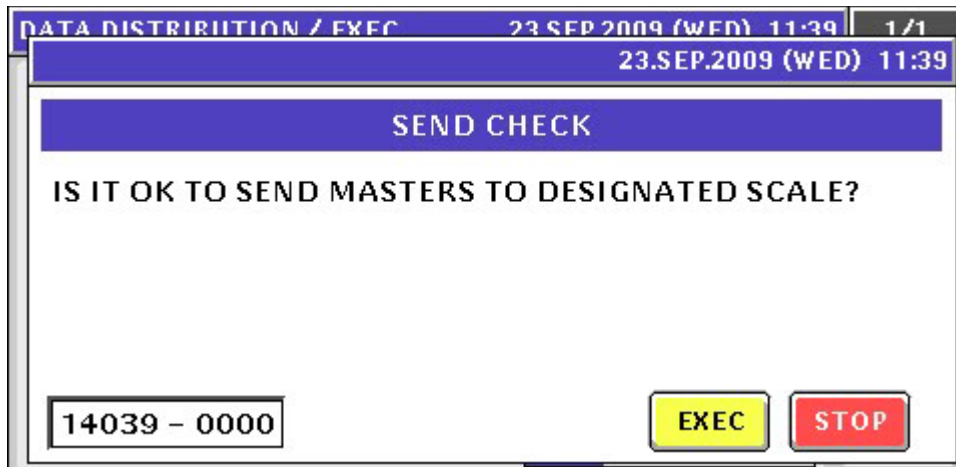 DATA DISTRIBUTION / EXEC 23.SEP.2009 (WED) 11:39 1/1
23.SEP.2009 (WED) 11:39
SEND CHECK
IS IT OK TO SEND MASTERS TO DESIGNATED SCALE?
14039 - 0000 EXEC STOP